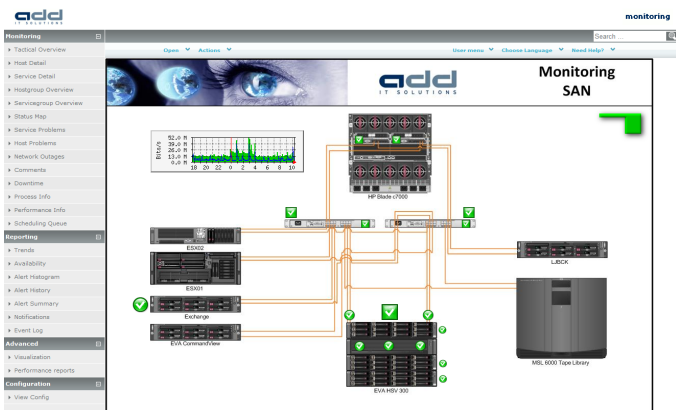 add
IT SOLUTIONS
monitoring
Monitoring
Search ...
Tactical Overview
Host Detail
Service Detail
Hostgroup Overview
Servicegroup Overview
Status Map
Service Problems
Host Problems
Network Outages
Comments
Downtime
Process Info
Performance Info
Scheduling Queue
Reporting
Trends
Availability
Alert Histogram
Alert History
Alert Summary
Notifications
Event Log
Advanced
Visualization
Performance reports
Configuration
View Config
Open
Actions
User menu
Choose Language
Need Help?
add
IT SOLUTIONS
Monitoring
SAN
Bits/s
52.0 M
39.0 M
26.0 M
13.0 M
0.0 M
18 20 22 0 2 4 6 8 10
HP Blade c7000
ESX02
ESX01
Exchange
EVA CommandView
LJBCK
MSL 6000 Tape Library
EVA HSV 300